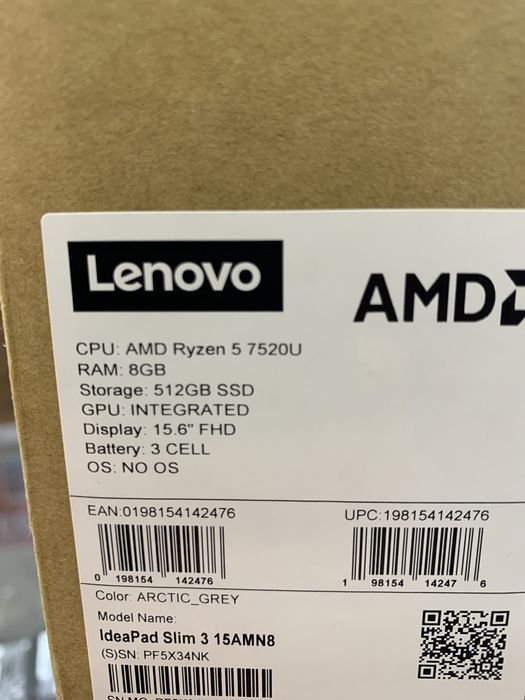 Lenovo
AMD
CPU: AMD Ryzen 5 7520U
RAM: 8GB
Storage: 512GB SSD
GPU: INTEGRATED
Display: 15.6" FHD
Battery: 3 CELL
OS: NO OS
EAN:0198154142476
UPC:198154142476
0 198154 142476
1 98154 14247 6
Color: ARCTIC_GREY
Model Name:
IdeaPad Slim 3 15AMN8
(S)SN: PF5X34NK